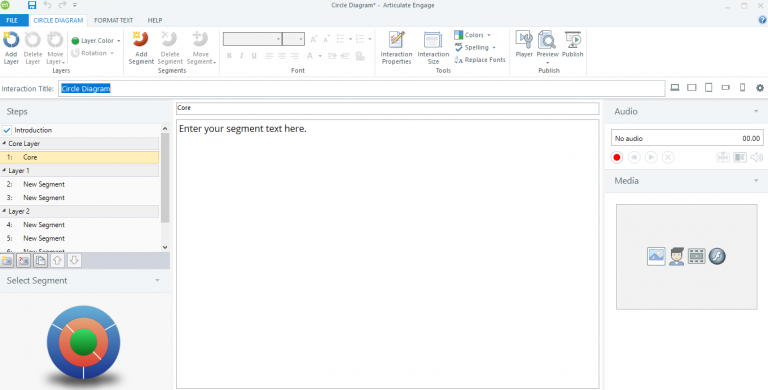 Circle Diagram* - Articulate Engage
FILE CIRCLE DIAGRAM FORMAT TEXT HELP
Add Layer
Delete Layer
Move Layer
Layer Color
Rotation
Layers
Add Segment
Delete Segment
Move Segment
Segments
B I U S
Font
Interaction Properties
Interaction Size
Colors
Spelling
Replace Fonts
Tools
Player
Preview
Publish
Publish
Interaction Title: Circle Diagram
Steps
Introduction
Core Layer
1: Core
Layer 1
2: New Segment
3: New Segment
Layer 2
4: New Segment
5: New Segment
6: New Segment
Select Segment
Core
Enter your segment text here.
Audio
No audio 00.00
Media